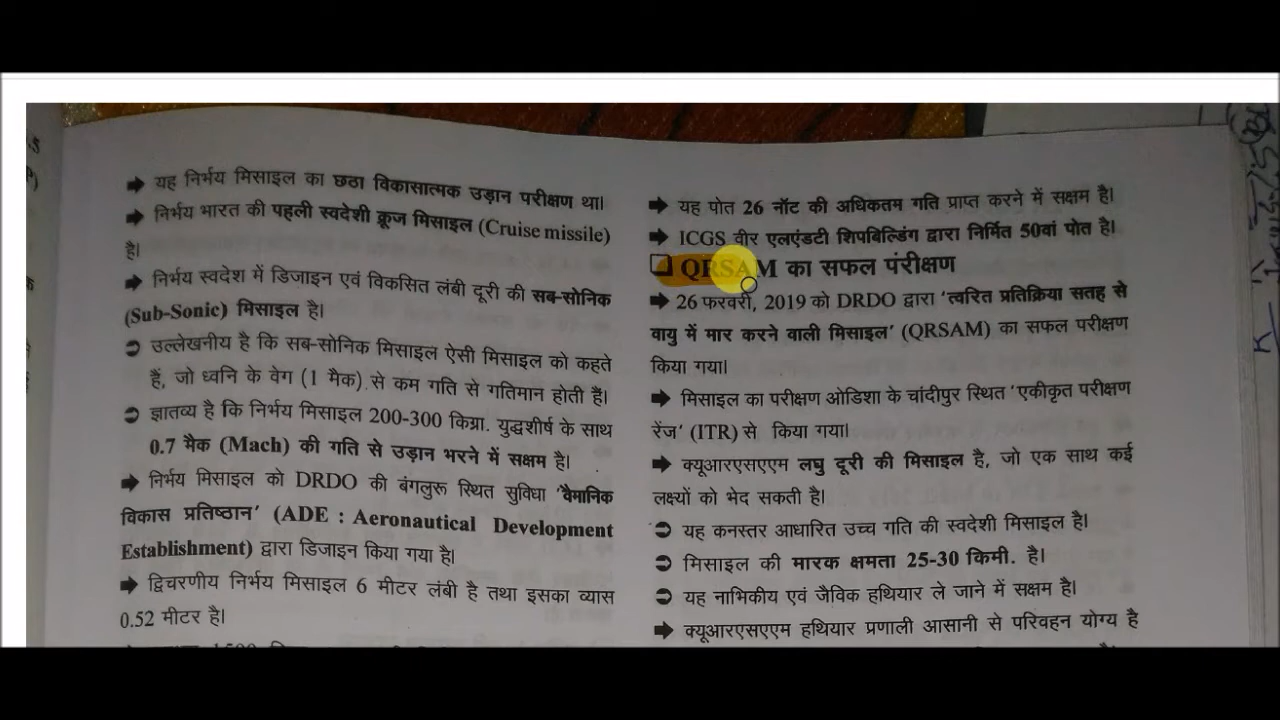 ➡ यह निर्भय मिसाइल का छठा विकासात्मक उड़ान परीक्षण था।
➡ निर्भय भारत की पहली स्वदेशी क्रूज मिसाइल (Cruise missile)
है।
➡ निर्भय स्वदेश में डिजाइन एवं विकसित लंबी दूरी की सब-सोनिक
(Sub-Sonic) मिसाइल है।
➲ उल्लेखनीय है कि सब-सोनिक मिसाइल ऐसी मिसाइल को कहते
हैं, जो ध्वनि के वेग (1 मैक) से कम गति से गतिमान होती हैं।
➲ ज्ञातव्य है कि निर्भय मिसाइल 200-300 किग्रा. युद्धशीर्ष के साथ
0.7 मैक (Mach) की गति से उड़ान भरने में सक्षम है।
➡ निर्भय मिसाइल को DRDO की बंगलुरू स्थित सुविधा 'वैमानिक
विकास प्रतिष्ठान' (ADE : Aeronautical Development
Establishment) द्वारा डिजाइन किया गया है।
➡ द्विचरणीय निर्भय मिसाइल 6 मीटर लंबी है तथा इसका व्यास
0.52 मीटर है।
➡ यह पोत 26 नॉट की अधिकतम गति प्राप्त करने में सक्षम है।
➡ ICGS वीर एलएंडटी शिपबिल्डिंग द्वारा निर्मित 50वां पोत है।
❑ QRSAM का सफल पंरीक्षण
➡ 26 फरवरी, 2019 को DRDO द्वारा 'त्वरित प्रतिक्रिया सतह से
वायु में मार करने वाली मिसाइल' (QRSAM) का सफल परीक्षण
किया गया।
➡ मिसाइल का परीक्षण ओडिशा के चांदीपुर स्थित 'एकीकृत परीक्षण
रेंज' (ITR) से किया गया।
➡ क्यूआरएसएएम लघु दूरी की मिसाइल है, जो एक साथ कई
लक्ष्यों को भेद सकती है।
➲ यह कनस्तर आधारित उच्च गति की स्वदेशी मिसाइल है।
➲ मिसाइल की मारक क्षमता 25-30 किमी. है।
➲ यह नाभिकीय एवं जैविक हथियार ले जाने में सक्षम है।
➡ क्यूआरएसएएम हथियार प्रणाली आसानी से परिवहन योग्य है